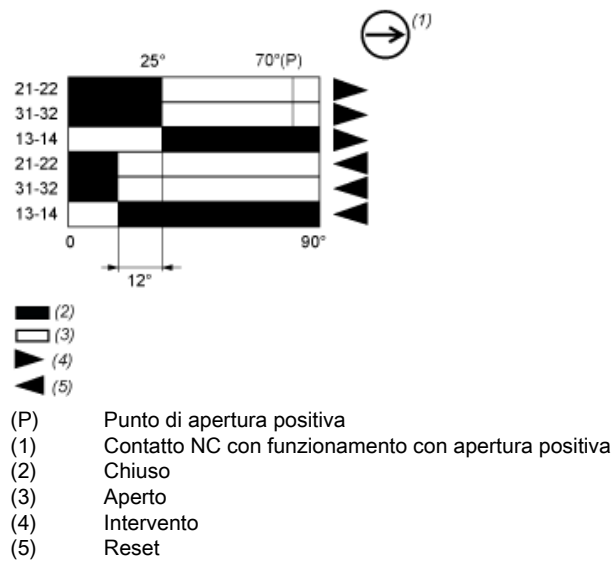 (1)
25° 70°(P)
21-22
31-32
13-14
21-22
31-32
13-14
0 90°
12°
(2)
(3)
(4)
(5)
(P) Punto di apertura positiva
(1) Contatto NC con funzionamento con apertura positiva
(2) Chiuso
(3) Aperto
(4) Intervento
(5) Reset